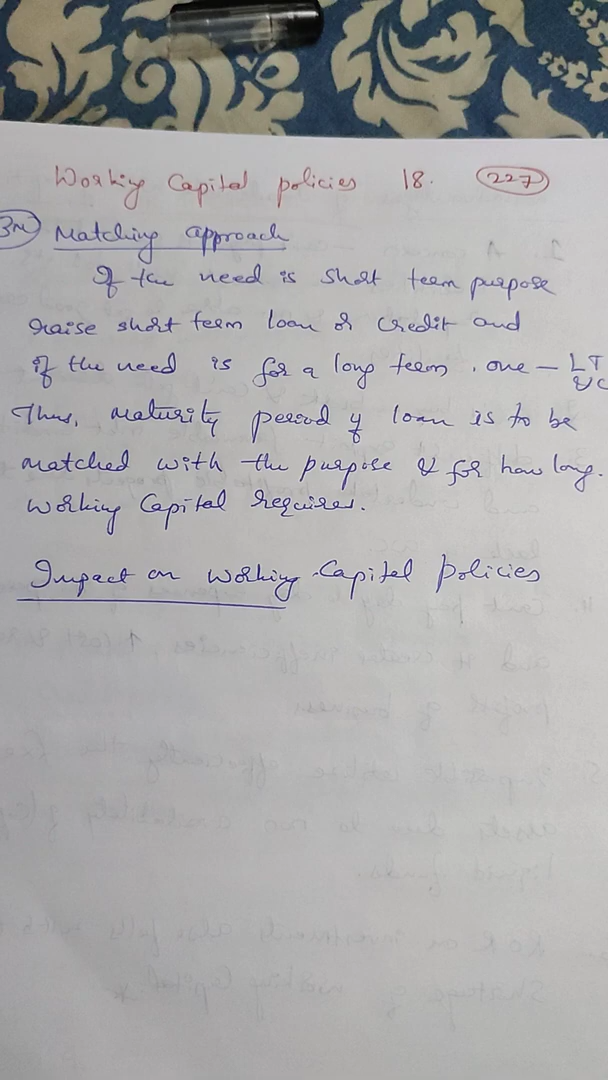 Working Capital policies 18. 227
3M Matching approach
If the need is short term purpose
raise short term loan or credit and
if the need is for a long term, one - LT
Thus, maturity period of loan is to be
matched with the purpose & for how long.
Working Capital requires.
Impact on Working Capital policies